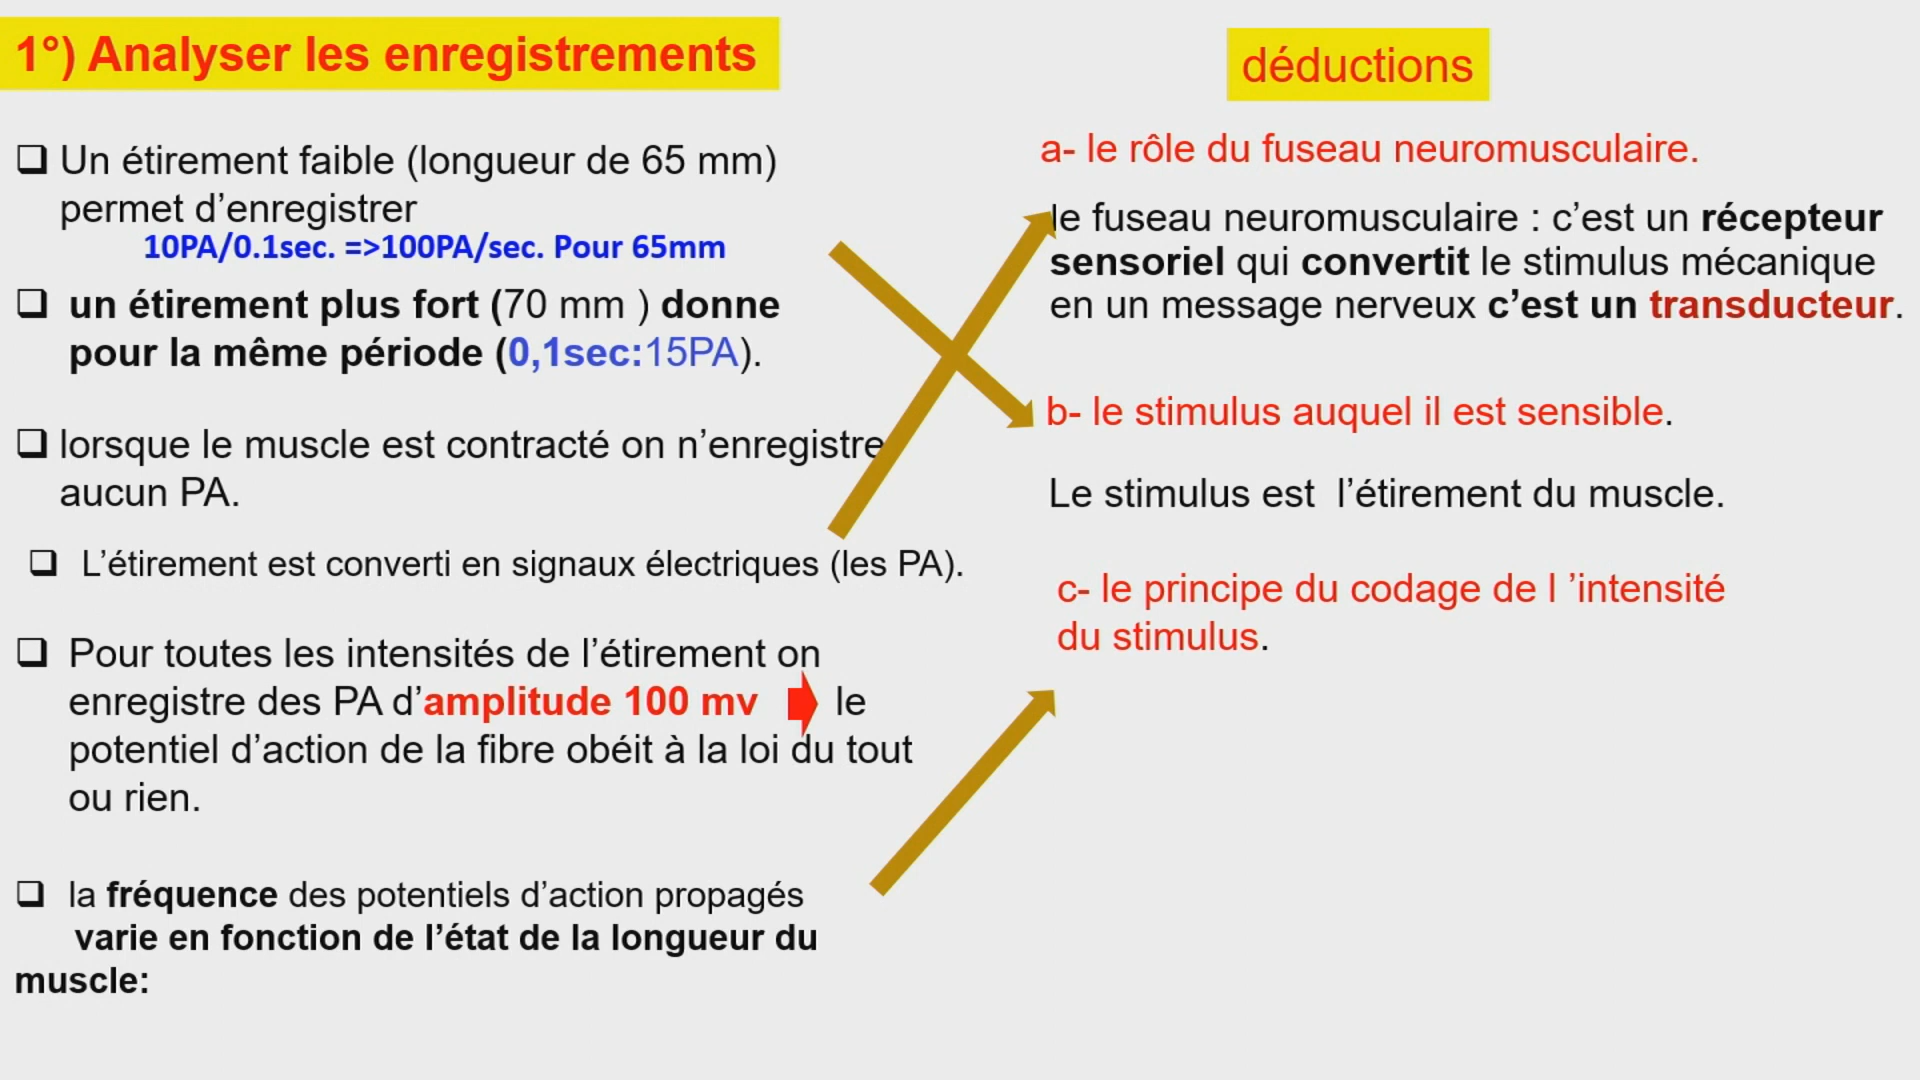 1°) Analyser les enregistrements
❑ Un étirement faible (longueur de 65 mm)
permet d’enregistrer
10PA/0.1sec. =>100PA/sec. Pour 65mm
❑ un étirement plus fort (70 mm ) donne
pour la même période (0,1sec:15PA).
❑ lorsque le muscle est contracté on n’enregistre
aucun PA.
❑ L’étirement est converti en signaux électriques (les PA).
❑ Pour toutes les intensités de l’étirement on
enregistre des PA d’amplitude 100 mv le
potentiel d’action de la fibre obéit à la loi du tout
ou rien.
❑ la fréquence des potentiels d’action propagés
varie en fonction de l’état de la longueur du
muscle:
déductions
a- le rôle du fuseau neuromusculaire.
le fuseau neuromusculaire : c’est un récepteur
sensoriel qui convertit le stimulus mécanique
en un message nerveux c’est un transducteur.
b- le stimulus auquel il est sensible.
Le stimulus est l’étirement du muscle.
c- le principe du codage de l ’intensité
du stimulus.